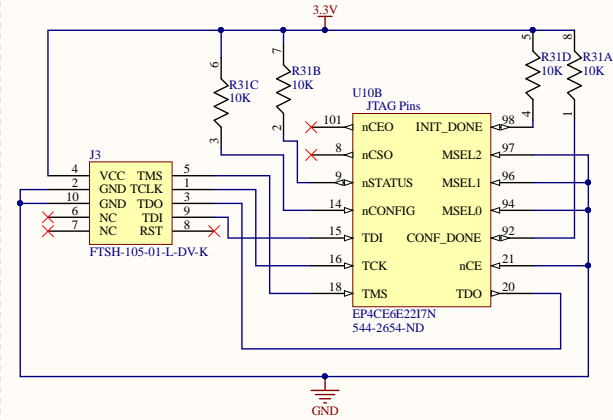 3.3V
6
7
5
8
R31C
10K
R31B
10K
R31D
10K
R31A
10K
3
2
4
1
U10B
JTAG Pins
101 nCEO INIT_DONE 98
8 nCSO MSEL2 97
9 nSTATUS MSEL1 96
14 nCONFIG MSEL0 94
15 TDI CONF_DONE 92
16 TCK nCE 21
18 TMS TDO 20
EP4CE6E22I7N
544-2654-ND
J3
4 VCC TMS 5
2 GND TCLK 1
10 GND TDO 3
6 NC TDI 9
7 NC RST 8
FTSH-105-01-L-DV-K
GND